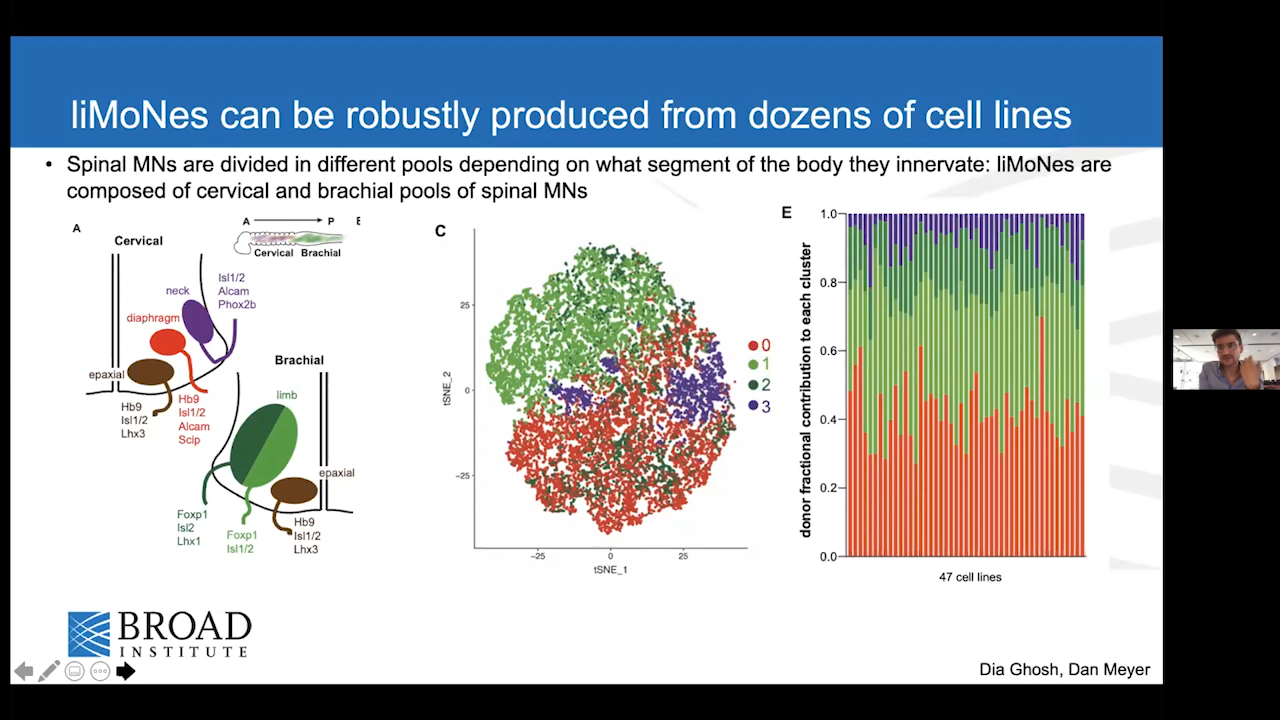 liMoNes can be robustly produced from dozens of cell lines
• Spinal MNs are divided in different pools depending on what segment of the body they innervate: liMoNes are
composed of cervical and brachial pools of spinal MNs
A
A P
E
Cervical Brachial
Cervical
neck
Isl1/2
Alcam
Phox2b
diaphragm
epaxial
Hb9
Isl1/2
Lhx3
Hb9
Isl1/2
Alcam
Scip
Brachial
limb
epaxial
Foxp1
Isl2
Lhx1
Foxp1
Isl1/2
Hb9
Isl1/2
Lhx3
C
tSNE_2
25
0
−25
−25 0 25
tSNE_1
0
1
2
3
E
donor fractional contribution to each cluster
1.0
0.8
0.6
0.4
0.2
0.0
47 cell lines
BROAD
INSTITUTE
Dia Ghosh, Dan Meyer